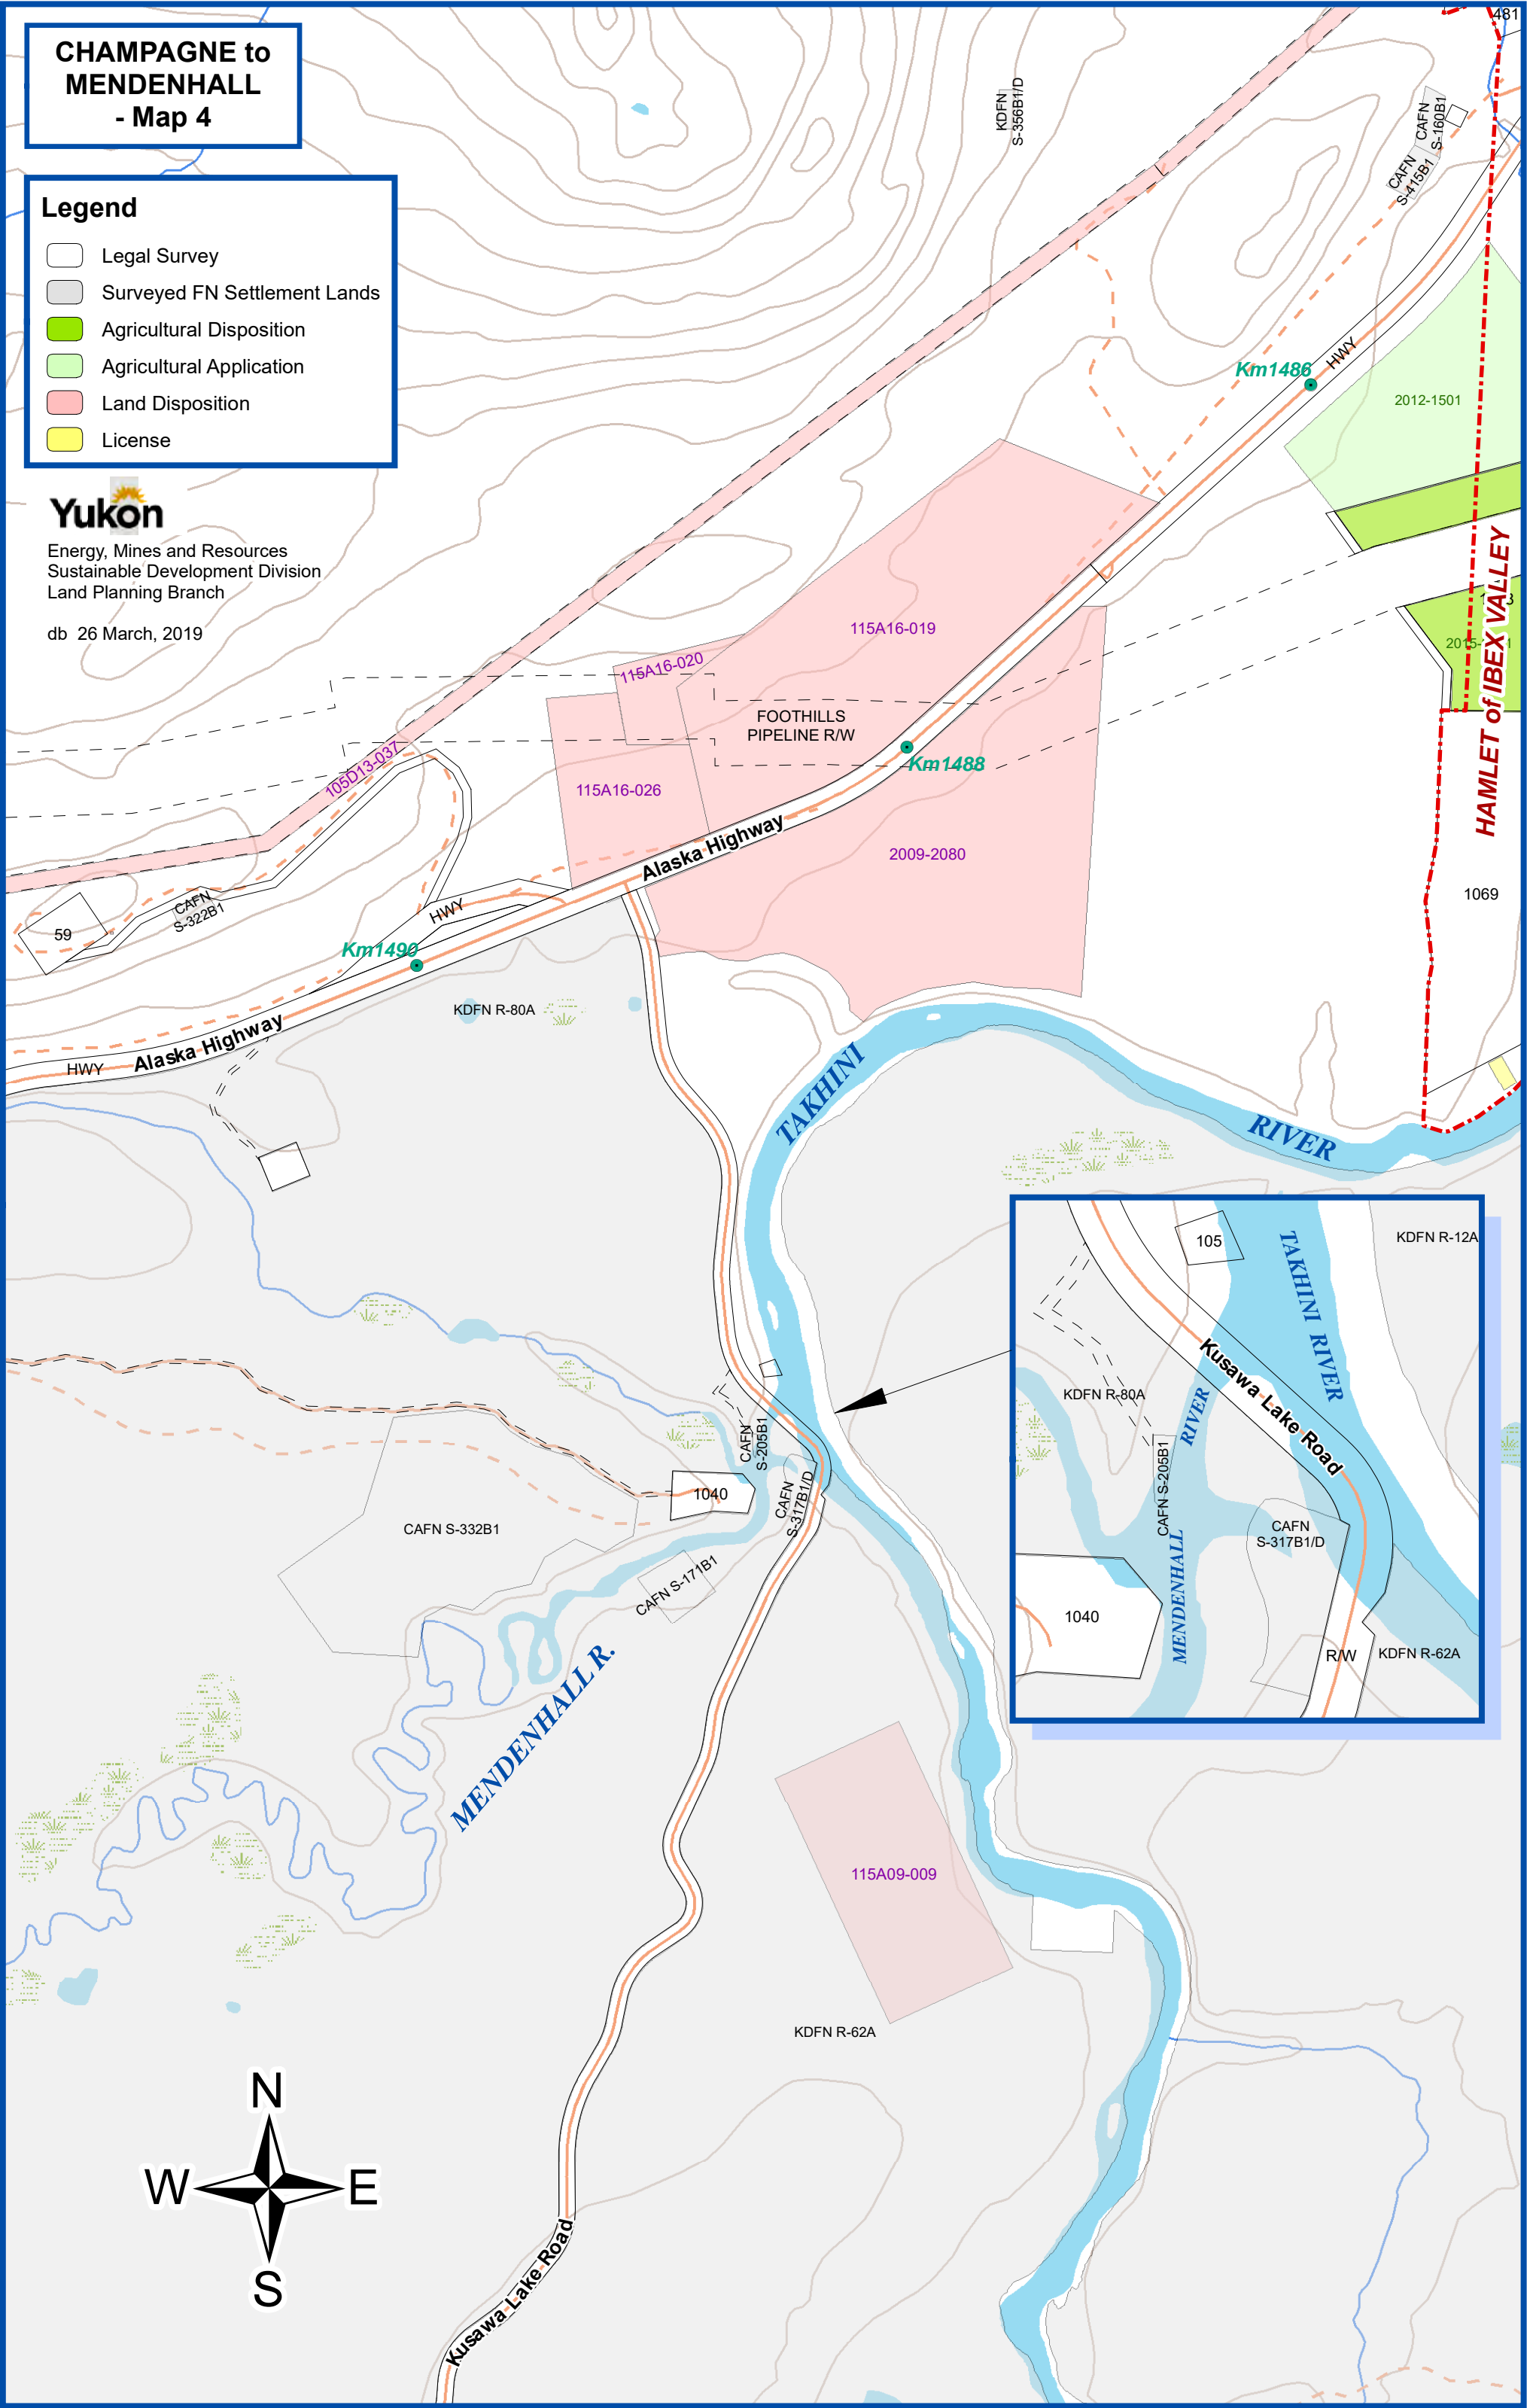 CHAMPAGNE to
MENDENHALL
- Map 4
Legend
Legal Survey
Surveyed FN Settlement Lands
Agricultural Disposition
Agricultural Application
Land Disposition
License
Yukon
Energy, Mines and Resources
Sustainable Development Division
Land Planning Branch
db 26 March, 2019
481
KDFN
S-356B1/D
CAFN
S-160B1
CAFN
S-415B1
HWY
Km1486
2012-1501
HAMLET of IBEX VALLEY
115A16-019
115A16-020
FOOTHILLS
PIPELINE R/W
Km1488
105D13-037
115A16-026
Alaska Highway
2009-2080
1069
CAFN
S-322B1
59
HWY
Km1490
KDFN R-80A
Alaska Highway
HWY
TAKHINI
RIVER
105
TAKHINI RIVER
KDFN R-12A
Kusawa Lake Road
KDFN R-80A
RIVER
CAFN S-205B1
MENDENHALL
CAFN
S-317B1/D
1040
R/W
KDFN R-62A
CAFN
S-205B1
CAFN
S-317B1/D
1040
CAFN S-332B1
CAFN S-171B1
MENDENHALL R.
115A09-009
KDFN R-62A
N
W
E
S
Kusawa Lake Road